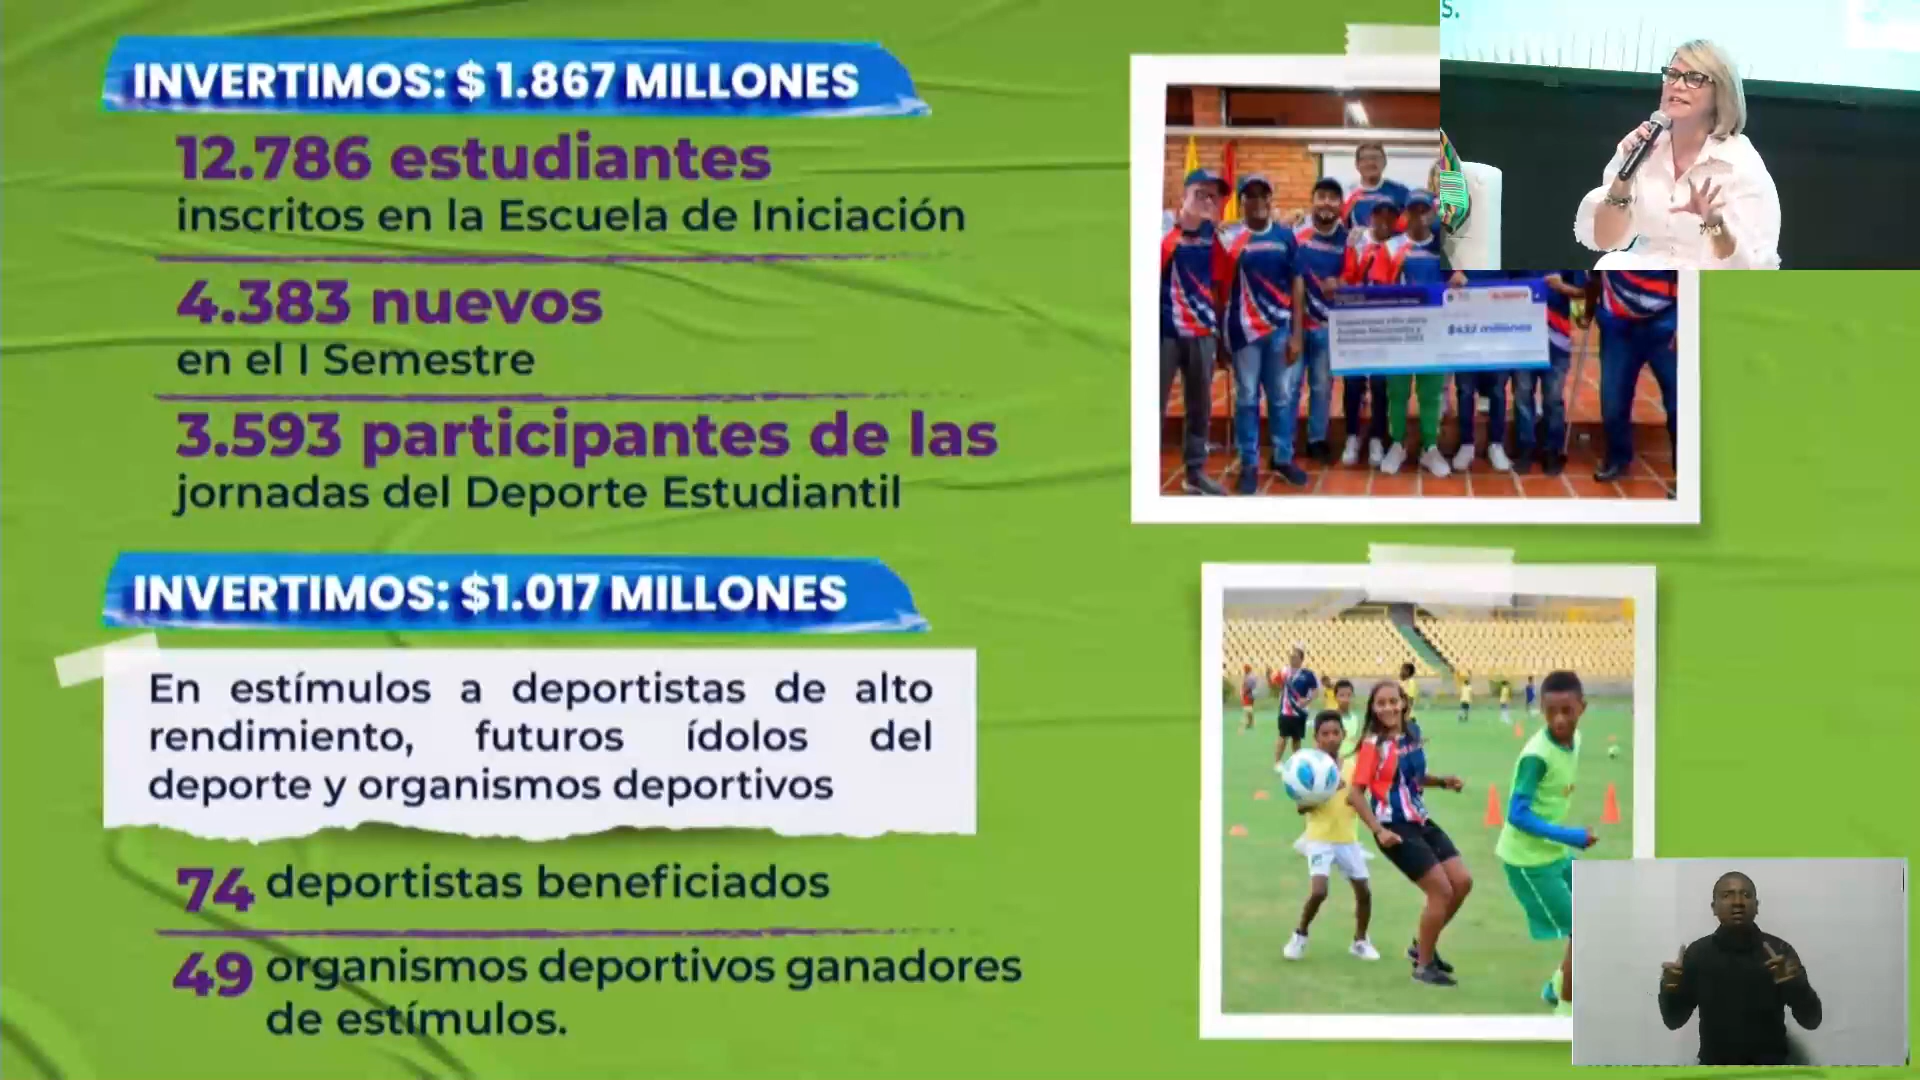 INVERTIMOS: $ 1.867 MILLONES
12.786 estudiantes
inscritos en la Escuela de Iniciación
4.383 nuevos
en el I Semestre
3.593 participantes de las
jornadas del Deporte Estudiantil
INVERTIMOS: $1.017 MILLONES
En estímulos a deportistas de alto
rendimiento, futuros ídolos del
deporte y organismos deportivos
74 deportistas beneficiados
49 organismos deportivos ganadores
de estímulos.
s.
$432 millones